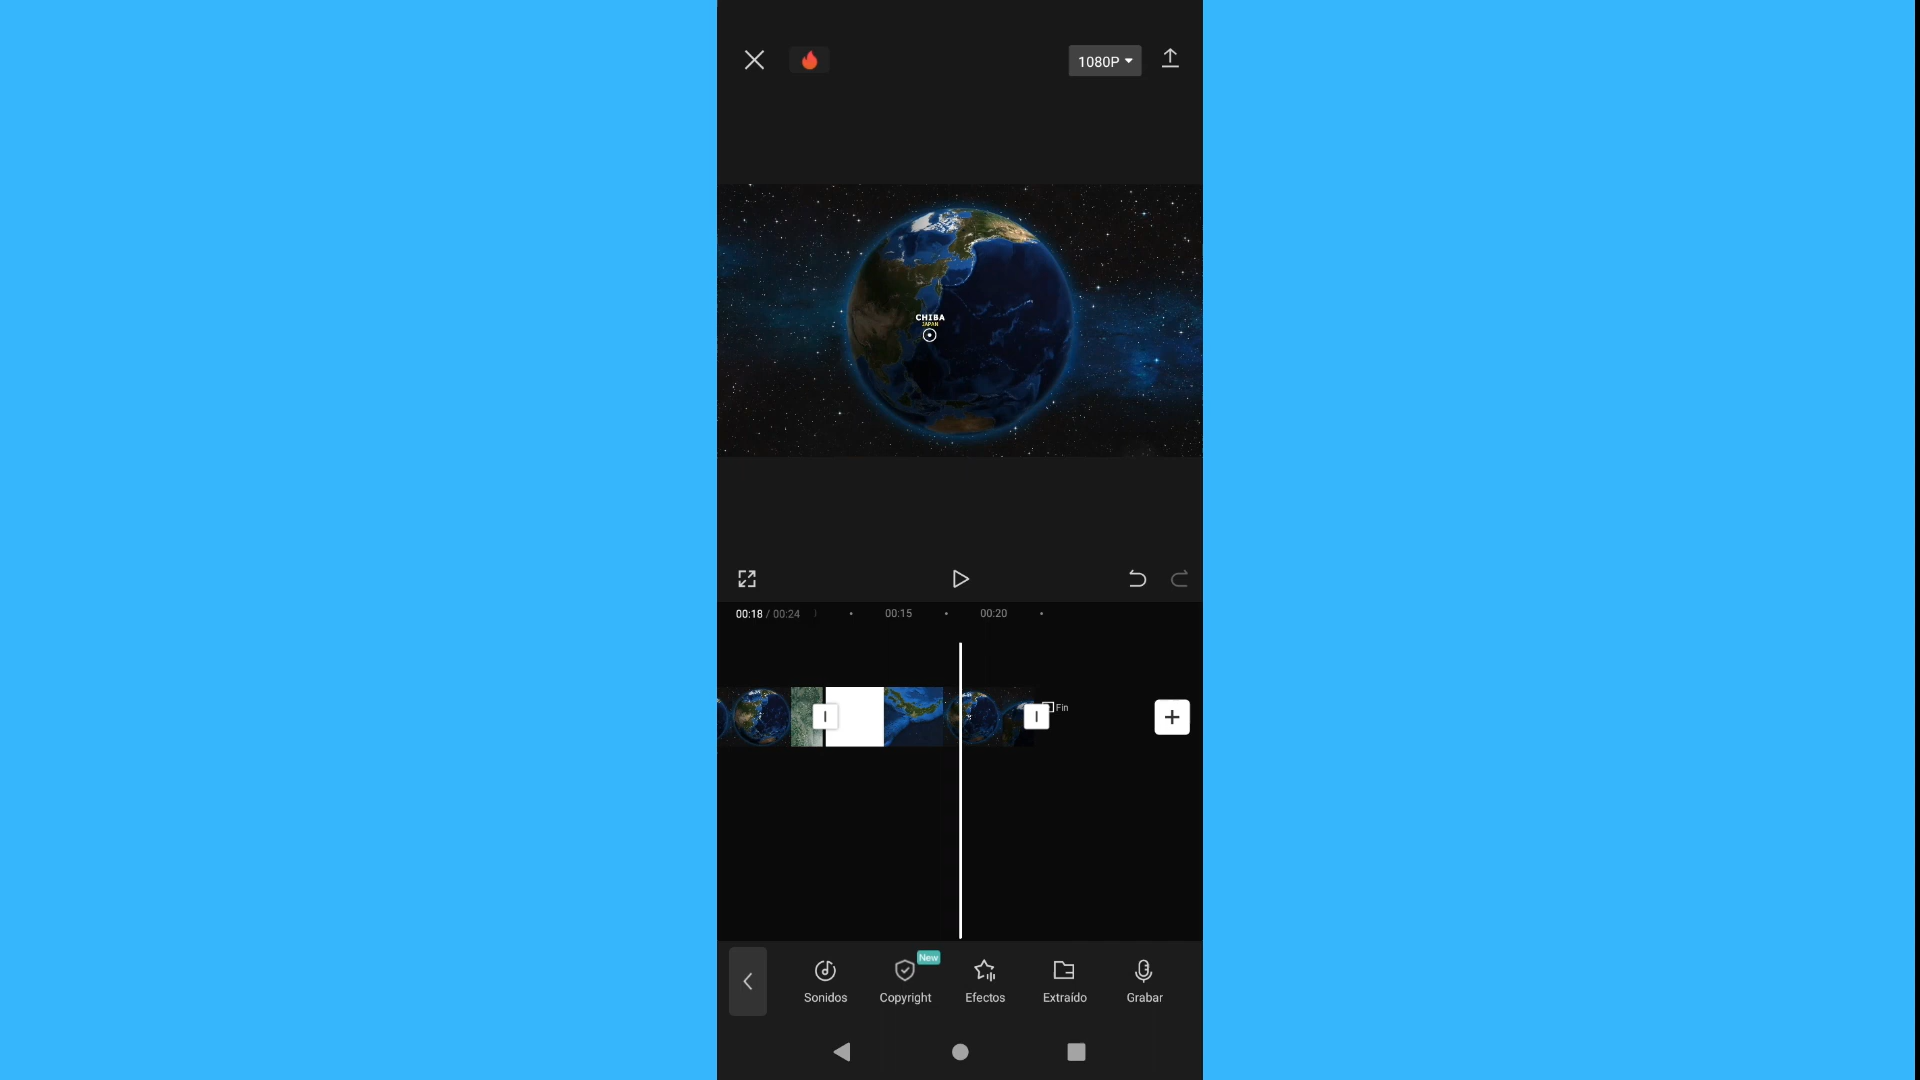 1080P
CHIBA
JAPAN
00:18 / 00:24
00:15
00:20
Fin
New
Sonidos
Copyright
Efectos
Extraído
Grabar